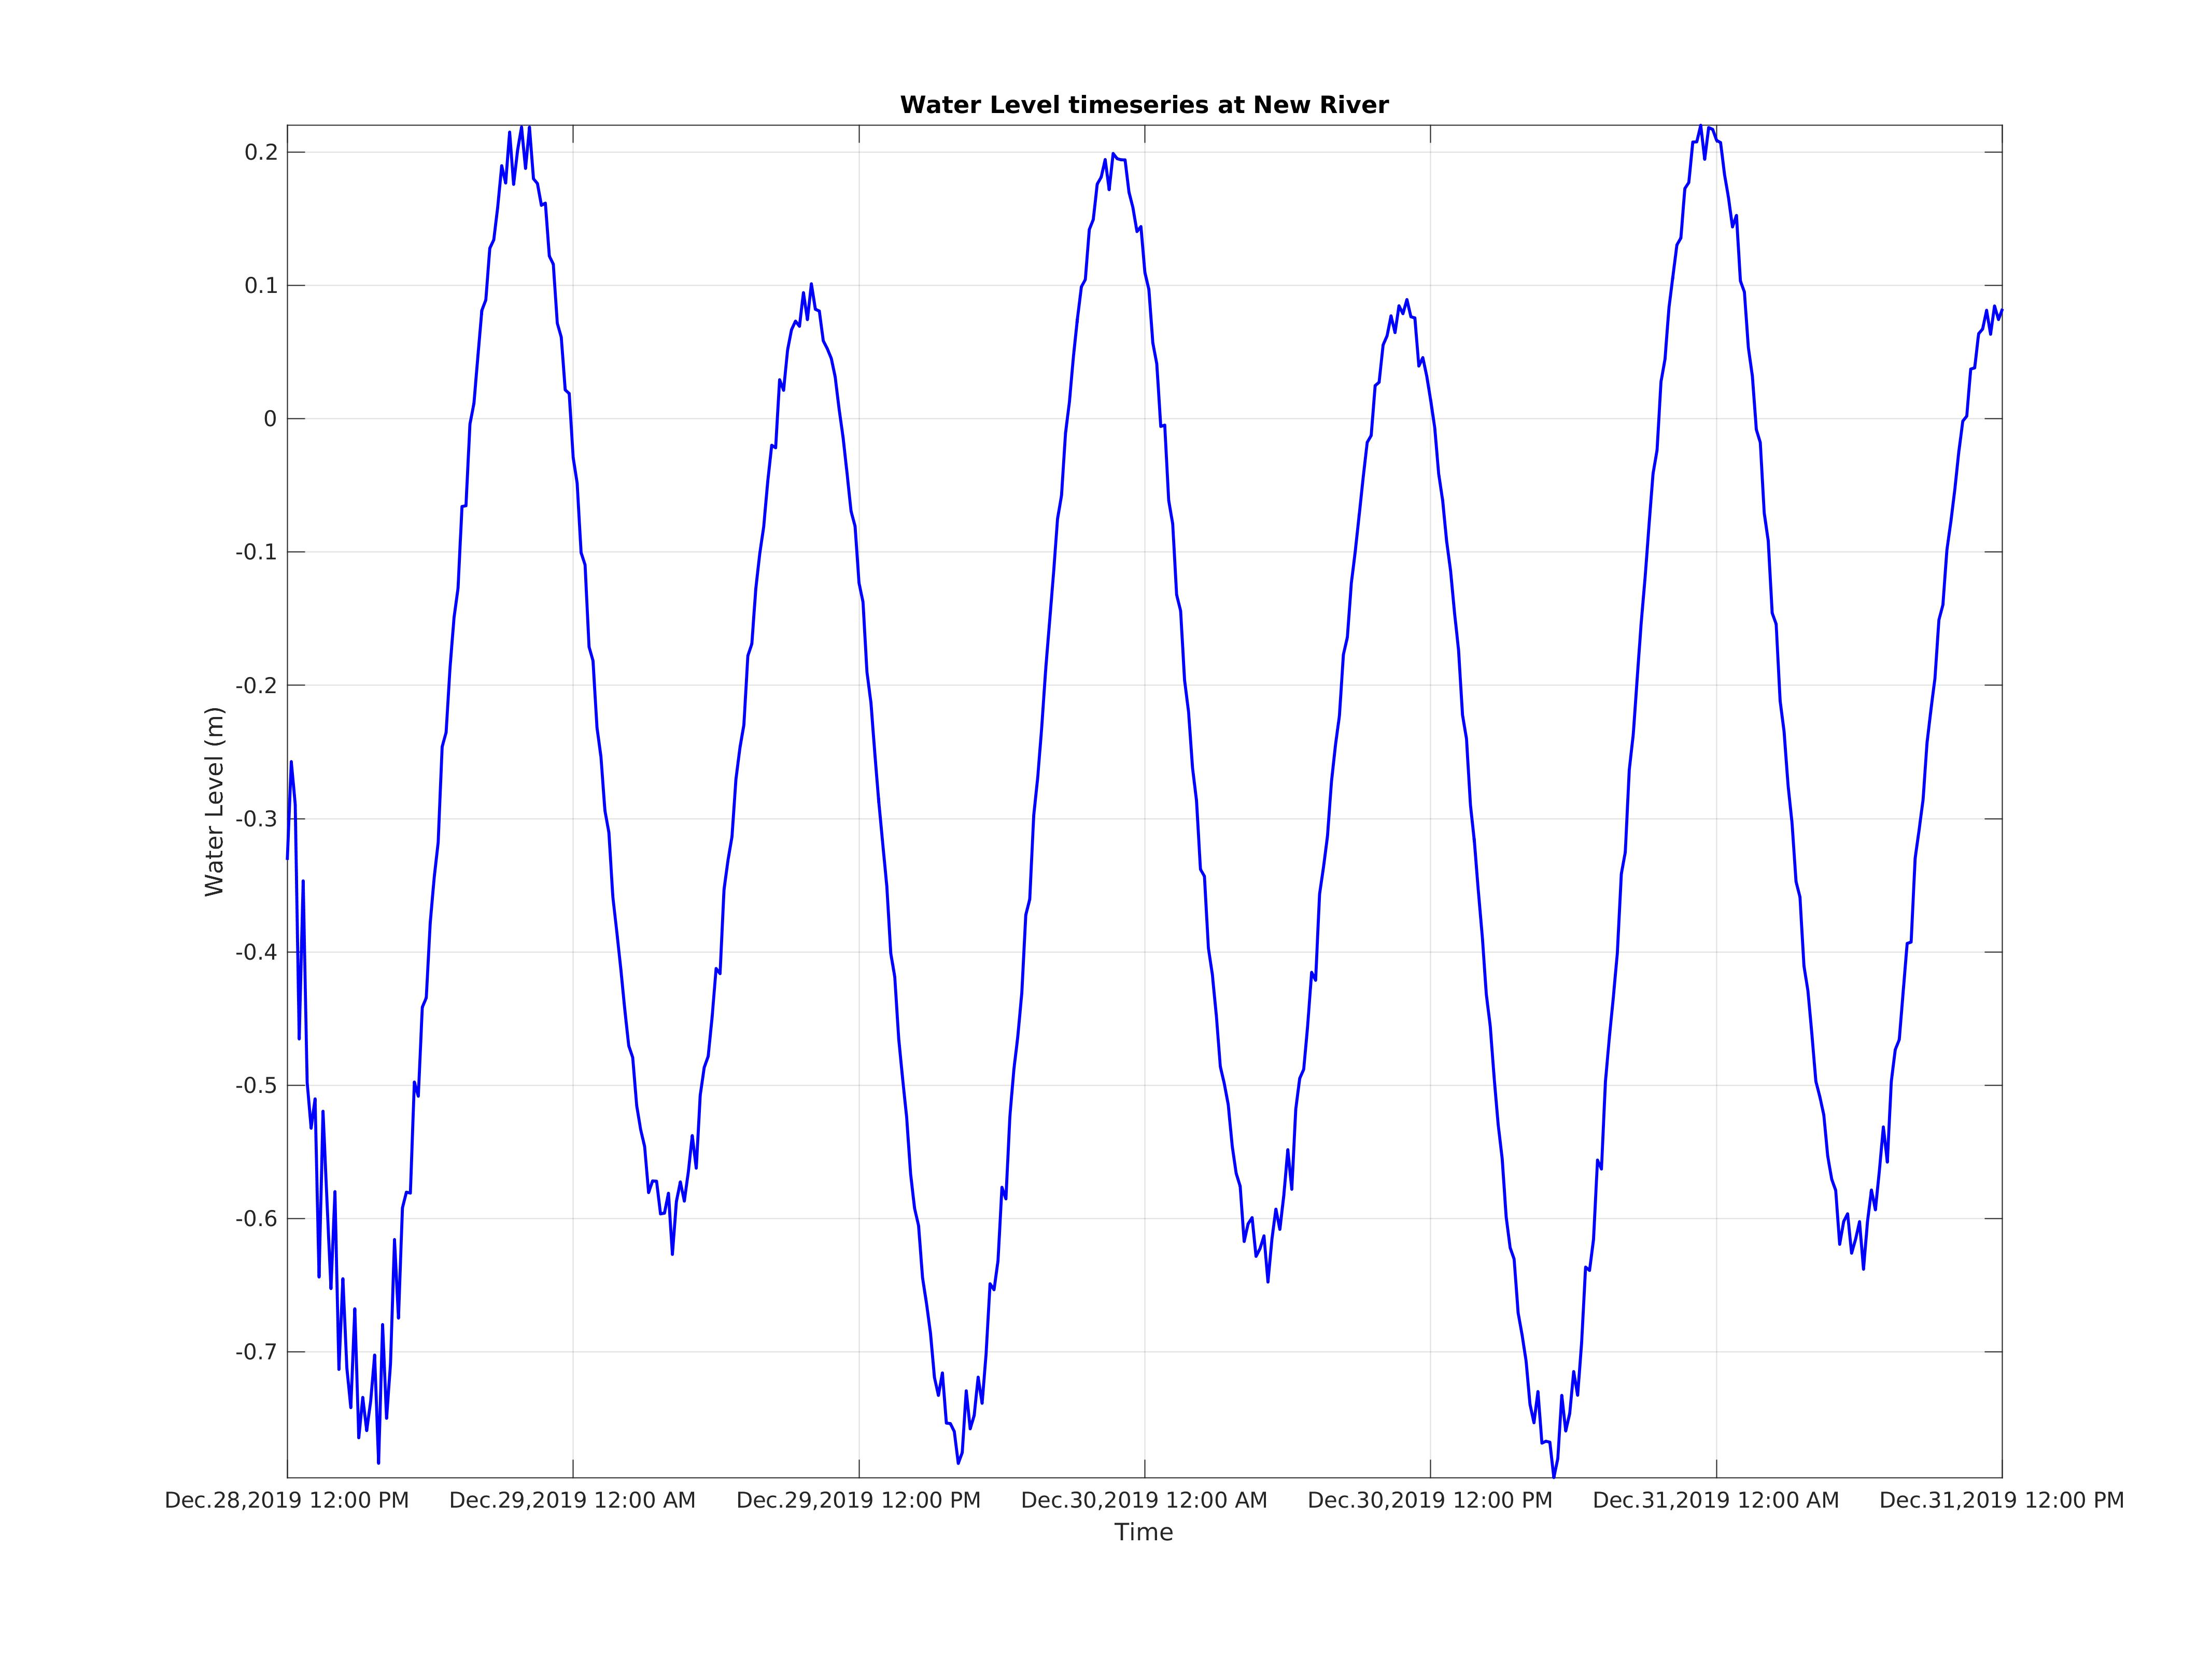 Water Level timeseries at New River
0.2
0.1
0
-0.1
-0.2
-0.3
-0.4
-0.5
-0.6
-0.7
Water Level (m)
Dec.28,2019 12:00 PM Dec.29,2019 12:00 AM Dec.29,2019 12:00 PM Dec.30,2019 12:00 AM Dec.30,2019 12:00 PM Dec.31,2019 12:00 AM Dec.31,2019 12:00 PM
Time